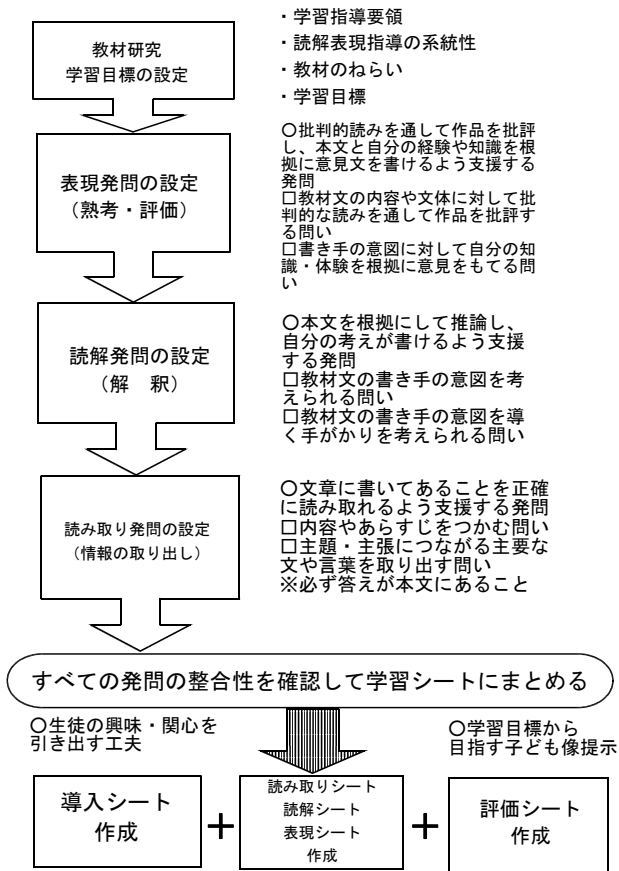 教材研究
学習目標の設定
・学習指導要領
・読解表現指導の系統性
・教材のねらい
・学習目標
表現発問の設定
（熟考・評価）
〇批判的読みを通して作品を批評
し、本文と自分の経験や知識を根
拠に意見文を書けるよう支援する
発問
□教材文の内容や文体に対して批
判的な読みを通して作品を批評す
る問い
□書き手の意図に対して自分の知
識・体験を根拠に意見をもてる問
い
読解発問の設定
（解　釈）
〇本文を根拠にして推論し、
自分の考えが書けるよう支援
する発問
□教材文の書き手の意図を考
えられる問い
□教材文の書き手の意図を導
く手がかりを考えられる問い
読み取り発問の設定
（情報の取り出し）
〇文章に書いてあることを正確
に読み取れるよう支援する発問
□内容やあらすじをつかむ問い
□主題・主張につながる主要な
文や言葉を取り出す問い
※必ず答えが本文にあること
すべての発問の整合性を確認して学習シートにまとめる
〇生徒の興味・関心を
引き出す工夫
〇学習目標から
目指す子ども像提示
導入シート
作成
＋
読み取りシート
読解シート
表現シート
作成
＋
評価シート
作成